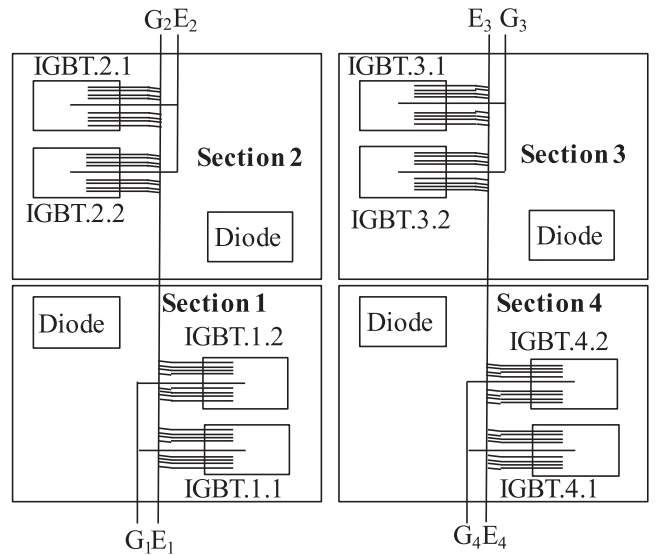 G2E2
E3 G3
IGBT.2.1
IGBT.3.1
Section 2
Section 3
IGBT.2.2
IGBT.3.2
Diode
Diode
Section 1
Section 4
Diode
Diode
IGBT.1.2
IGBT.4.2
IGBT.1.1
IGBT.4.1
G1E1
G4E4